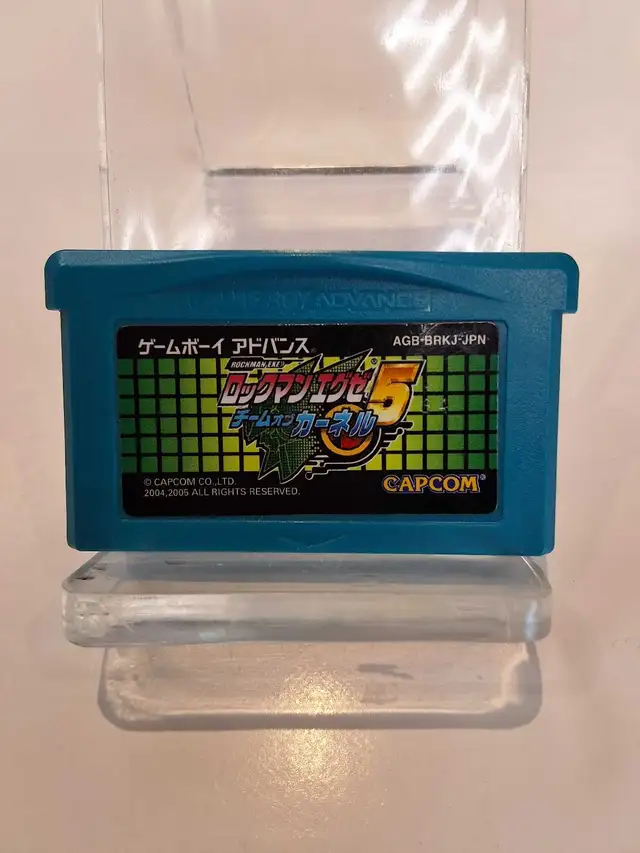 GAME BOY ADVANCE
ゲームボーイ アドバンス
AGB-BRKJ-JPN
ROCKMAN EXE 5
ロックマン エグゼ 5
チーム オブ カーネル
© CAPCOM CO., LTD.
2004,2005 ALL RIGHTS RESERVED.
CAPCOM